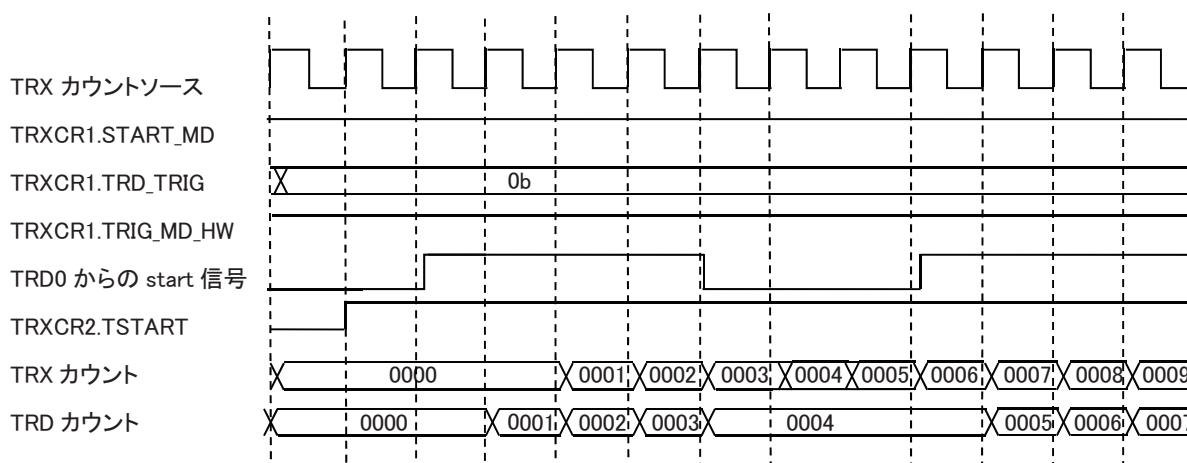 TRX カウントソース
TRXCR1.START_MD
TRXCR1.TRD_TRIG 0b
TRXCR1.TRIG_MD_HW
TRD0 からの start 信号
TRXCR2.TSTART
TRX カウント 0000 0001 0002 0003 0004 0005 0006 0007 0008 0009
TRD カウント 0000 0001 0002 0003 0004 0005 0006 0007